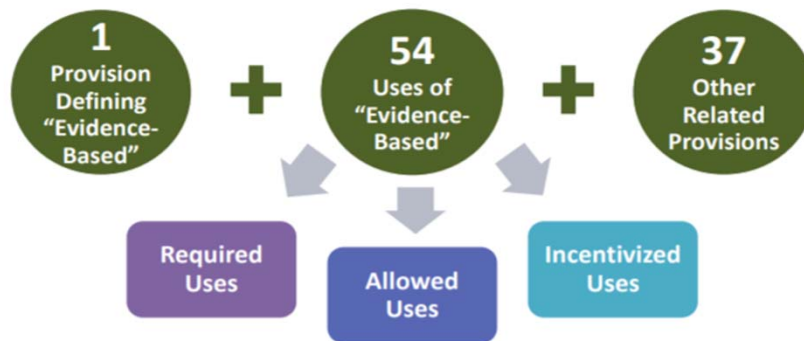 1
Provision
Defining
“Evidence-
Based”
54
Uses of
“Evidence-
Based”
37
Other
Related
Provisions
Required
Uses
Allowed
Uses
Incentivized
Uses